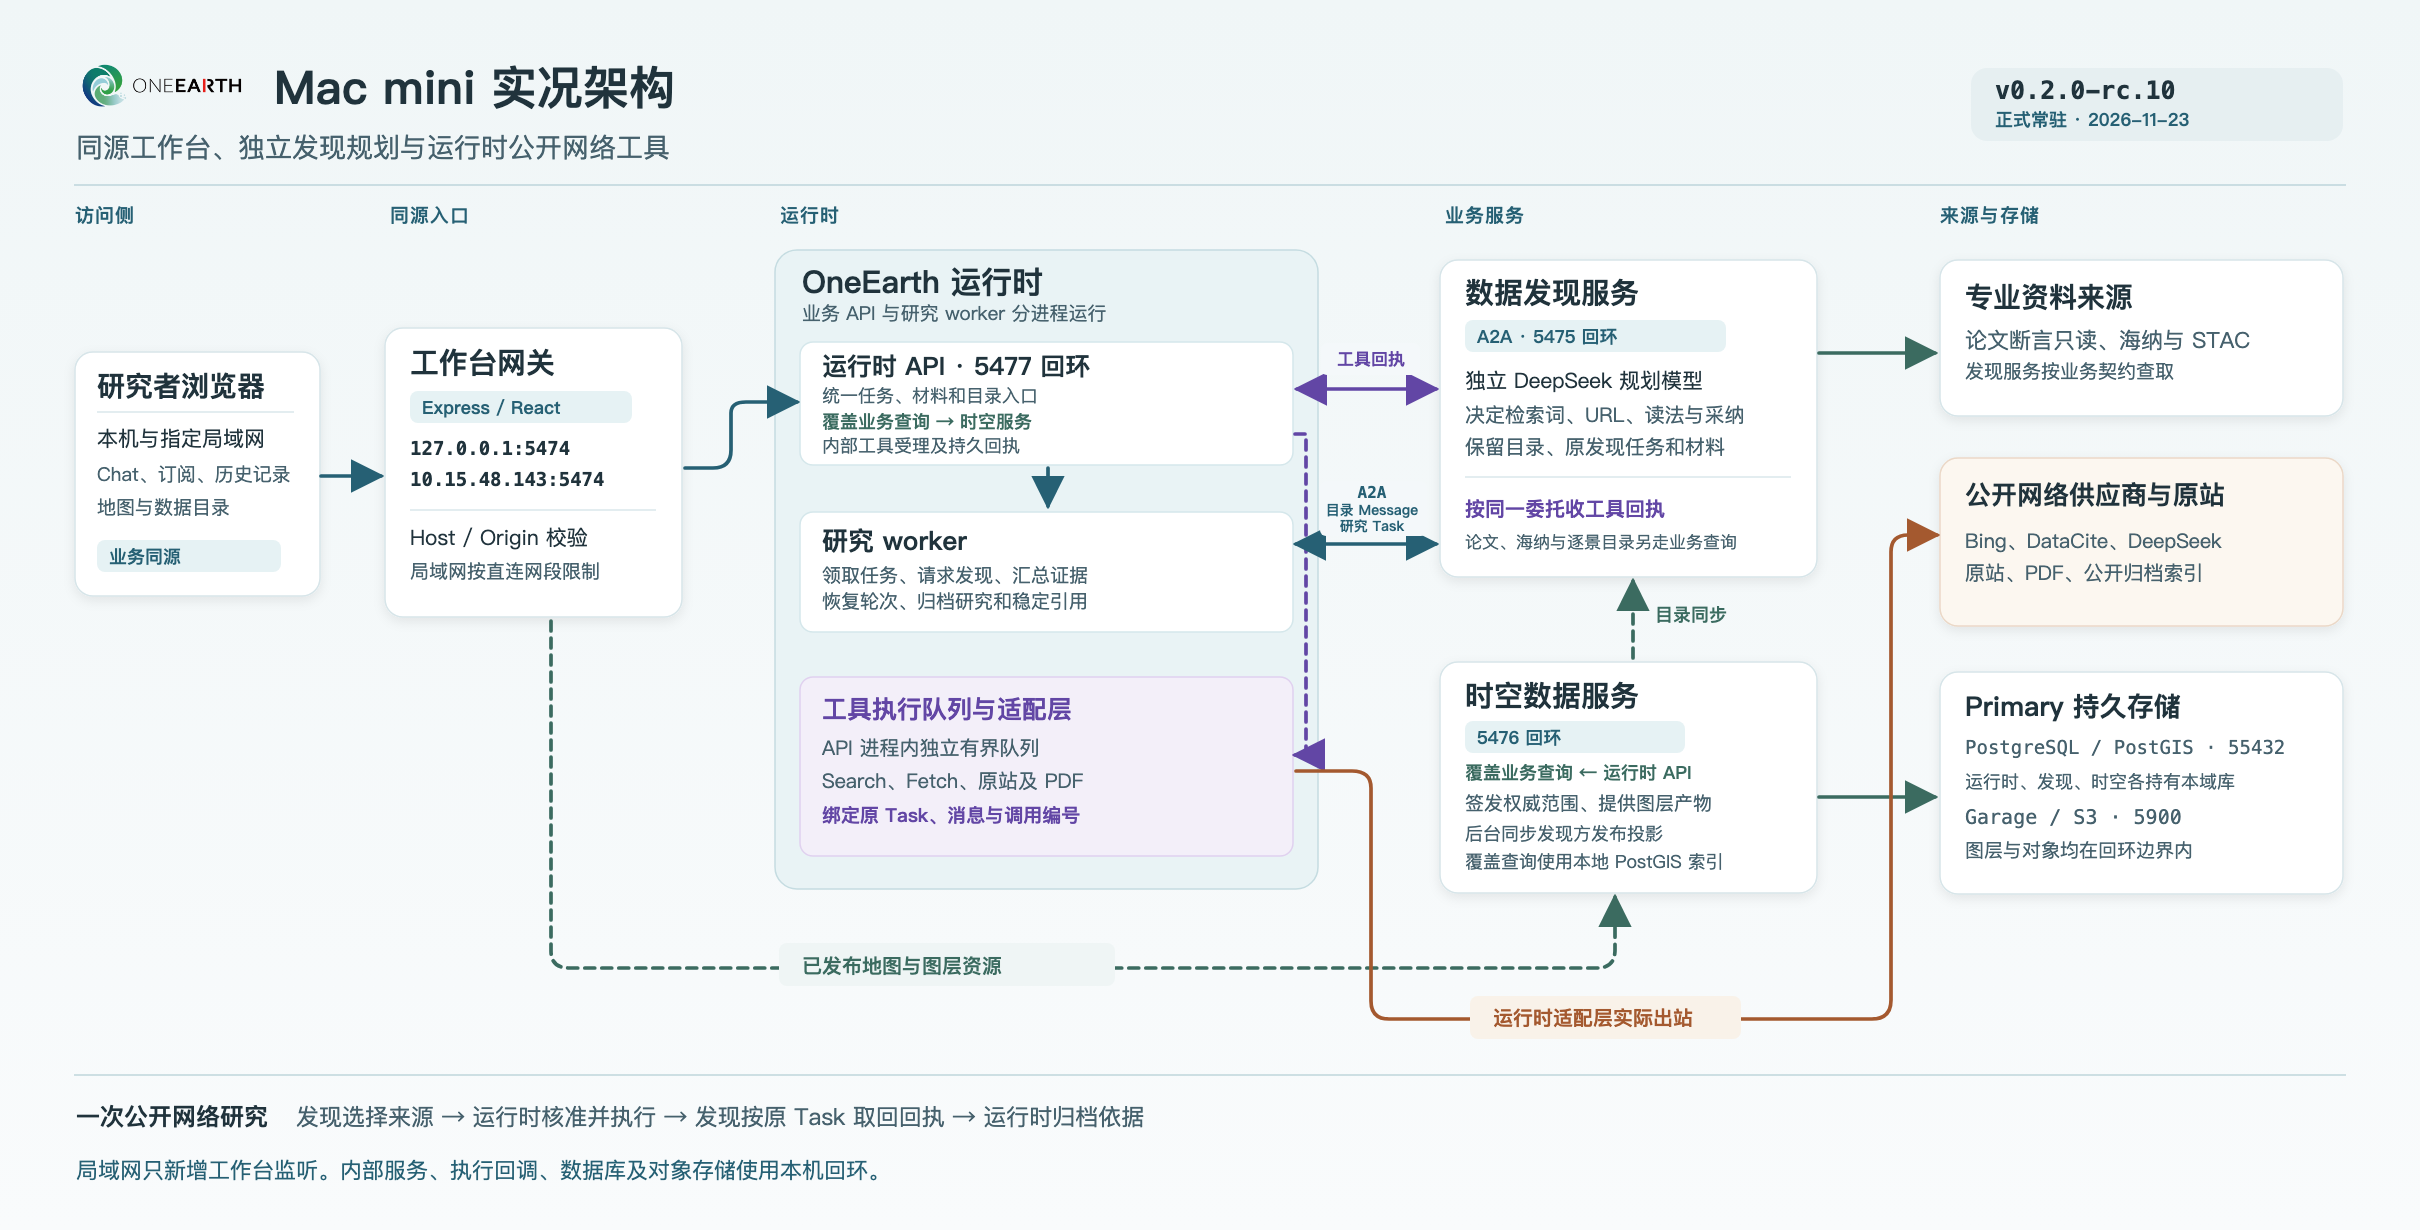 ONEEARTH
Mac mini 实况架构
同源工作台、独立发现规划与运行时公开网络工具
v0.2.0-rc.10
正式常驻 · 2026-11-23
访问侧
同源入口
运行时
业务服务
来源与存储
研究者浏览器
本机与指定局域网
Chat、订阅、历史记录
地图与数据目录
业务同源
工作台网关
Express / React
127.0.0.1:5474
10.15.48.143:5474
Host / Origin 校验
局域网按直连网段限制
OneEarth 运行时
业务 API 与研究 worker 分进程运行
运行时 API · 5477 回环
统一任务、材料和目录入口
覆盖业务查询 → 时空服务
内部工具受理及持久回执
研究 worker
领取任务、请求发现、汇总证据
恢复轮次、归档研究和稳定引用
工具执行队列与适配层
API 进程内独立有界队列
Search、Fetch、原站及 PDF
绑定原 Task、消息与调用编号
工具回执
A2A
目录 Message
研究 Task
数据发现服务
A2A · 5475 回环
独立 DeepSeek 规划模型
决定检索词、URL、读法与采纳
保留目录、原发现任务和材料
按同一委托收工具回执
论文、海纳与逐景目录另走业务查询
目录同步
时空数据服务
5476 回环
覆盖业务查询 ← 运行时 API
签发权威范围、提供图层产物
后台同步发现方发布投影
覆盖查询使用本地 PostGIS 索引
专业资料来源
论文断言只读、海纳与 STAC
发现服务按业务契约查取
公开网络供应商与原站
Bing、DataCite、DeepSeek
原站、PDF、公开归档索引
Primary 持久存储
PostgreSQL / PostGIS · 55432
运行时、发现、时空各持有本域库
Garage / S3 · 5900
图层与对象均在回环边界内
已发布地图与图层资源
运行时适配层实际出站
一次公开网络研究 发现选择来源 → 运行时核准并执行 → 发现按原 Task 取回回执 → 运行时归档依据
局域网只新增工作台监听。内部服务、执行回调、数据库及对象存储使用本机回环。